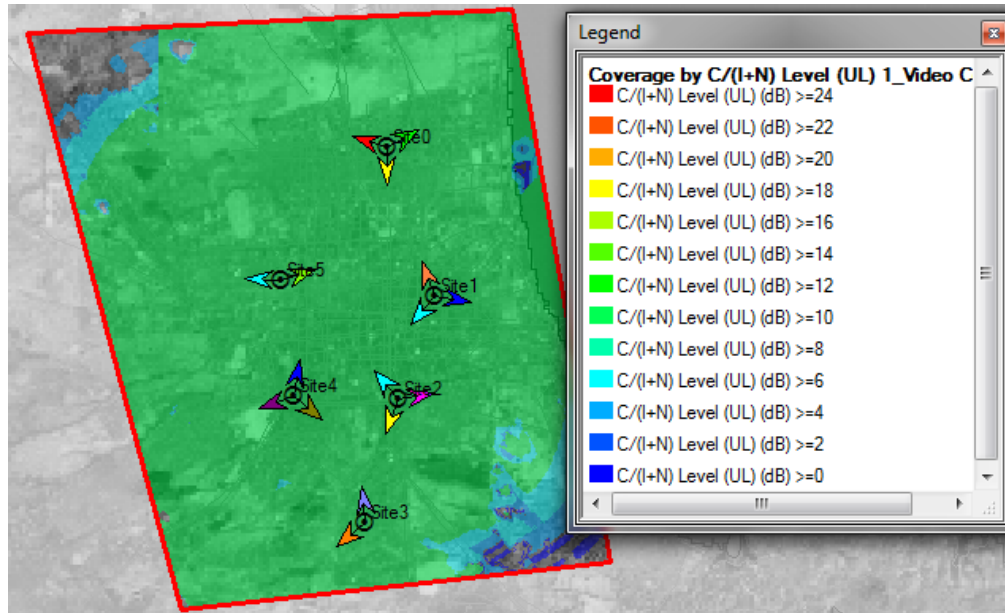 Legend
Coverage by C/(I+N) Level (UL) 1_Video C
C/(I+N) Level (UL) (dB) >=24
C/(I+N) Level (UL) (dB) >=22
C/(I+N) Level (UL) (dB) >=20
C/(I+N) Level (UL) (dB) >=18
C/(I+N) Level (UL) (dB) >=16
C/(I+N) Level (UL) (dB) >=14
C/(I+N) Level (UL) (dB) >=12
C/(I+N) Level (UL) (dB) >=10
C/(I+N) Level (UL) (dB) >=8
C/(I+N) Level (UL) (dB) >=6
C/(I+N) Level (UL) (dB) >=4
C/(I+N) Level (UL) (dB) >=2
C/(I+N) Level (UL) (dB) >=0
Site0
Site5
Site1
Site4
Site2
Site3